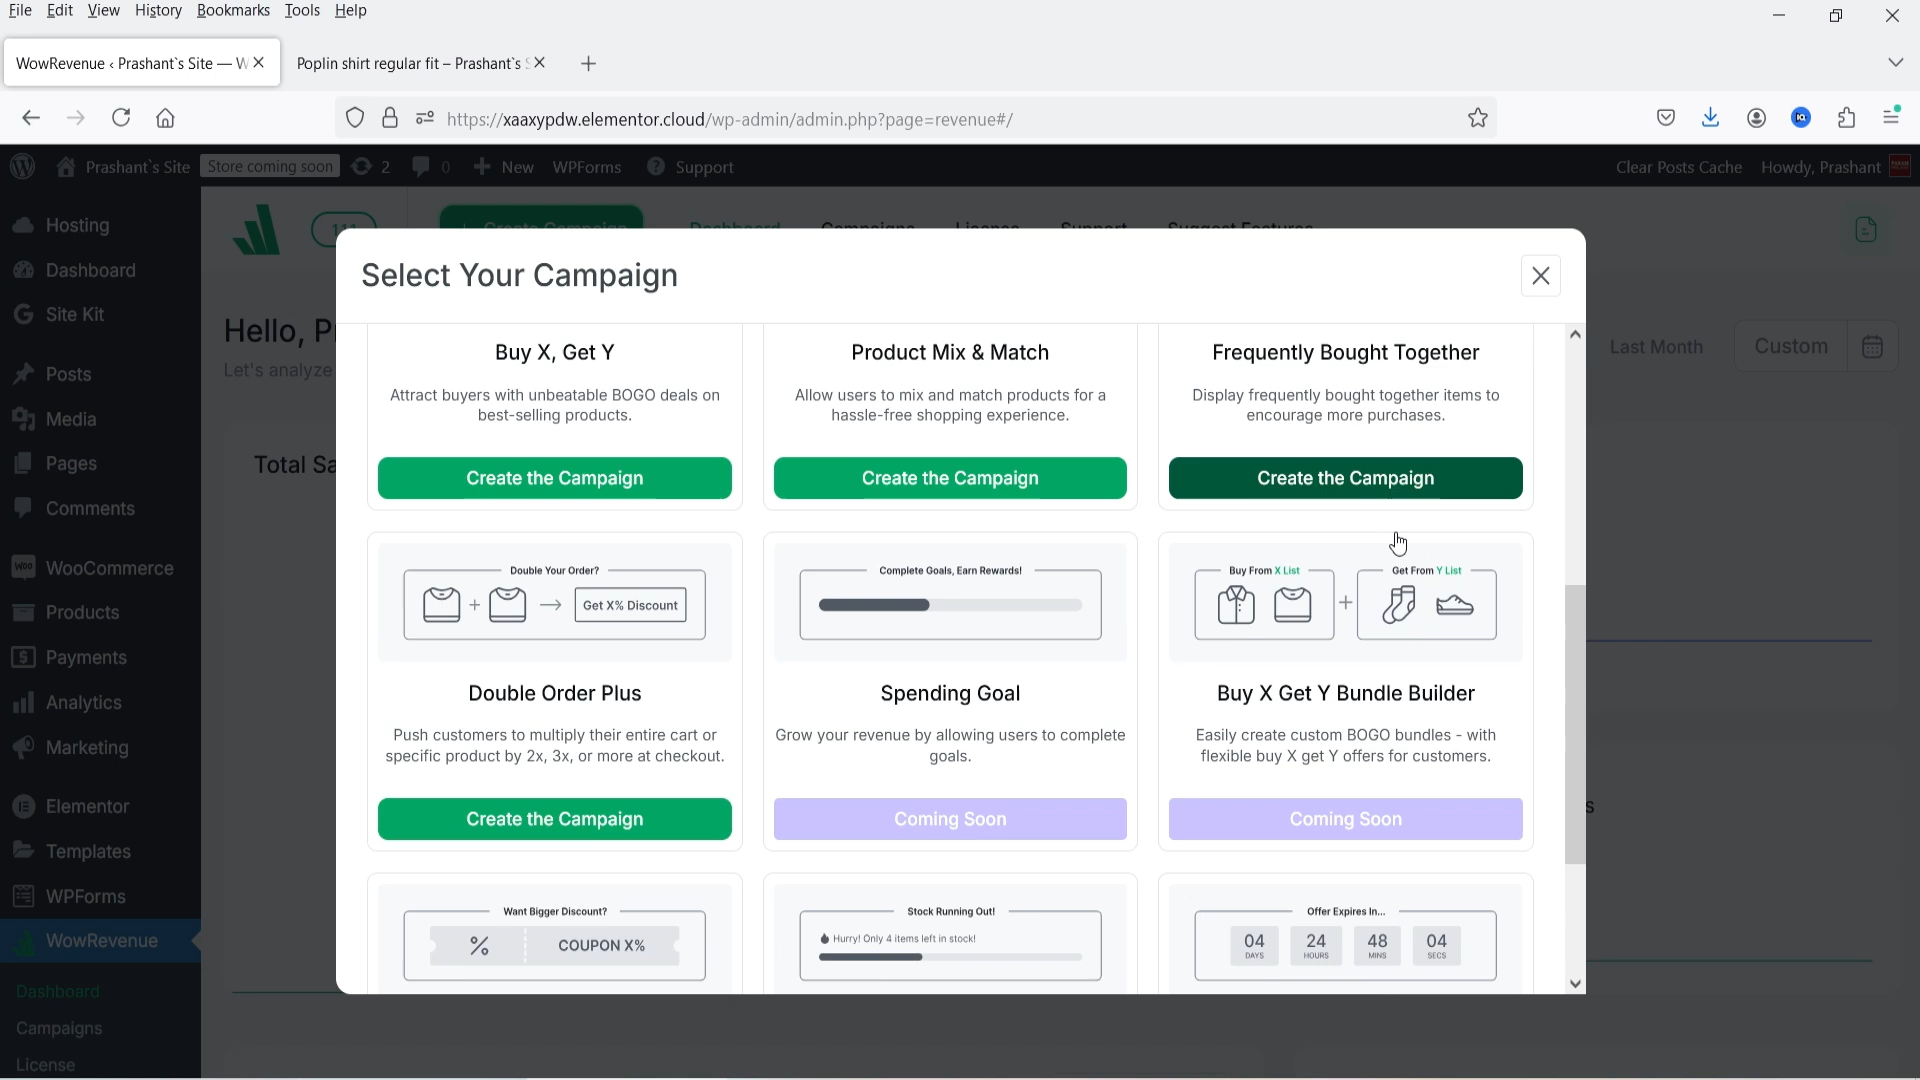 File Edit View History Bookmarks Tools Help
WowRevenue ‹ Prashant`s Site — W
Poplin shirt regular fit – Prashant`s S
https://xaaxypdw.elementor.cloud/wp-admin/admin.php?page=revenue#/
Prashant`s Site Store coming soon 2 0 New WPForms Support Clear Posts Cache Howdy, Prashant
Hosting
Dashboard
Site Kit
Posts
Media
Pages
Comments
WooCommerce
Products
Payments
Analytics
Marketing
Elementor
Templates
WPForms
WowRevenue
Dashboard
Campaigns
License
Create Campaign Dashboard Campaigns License Support Suggest Features
Hello, P
Let's analyze
Last Month Custom
Total Sa
Select Your Campaign
Buy X, Get Y
Attract buyers with unbeatable BOGO deals on
best-selling products.
Create the Campaign
Product Mix & Match
Allow users to mix and match products for a
hassle-free shopping experience.
Create the Campaign
Frequently Bought Together
Display frequently bought together items to
encourage more purchases.
Create the Campaign
Double Your Order?
+ → Get X% Discount
Double Order Plus
Push customers to multiply their entire cart or
specific product by 2x, 3x, or more at checkout.
Create the Campaign
Complete Goals, Earn Rewards!
Spending Goal
Grow your revenue by allowing users to complete
goals.
Coming Soon
Buy From X List
Get From Y List
Buy X Get Y Bundle Builder
Easily create custom BOGO bundles - with
flexible buy X get Y offers for customers.
Coming Soon
Want Bigger Discount?
% COUPON X%
Stock Running Out!
Hurry! Only 4 items left in stock!
Offer Expires In...
04 24 48 04
DAYS HOURS MINS SECS
s